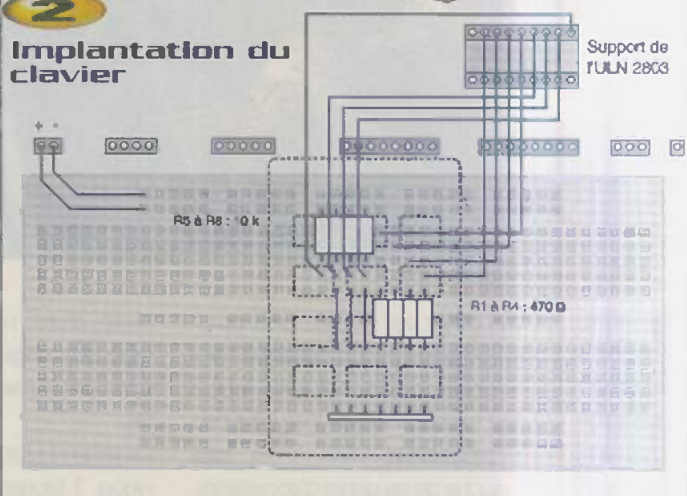 2
Implantation du
clavier
Support de
l'ULN 2803
+ -
R5 à R8 : 10 k
R1 à R4 : 470 Ω